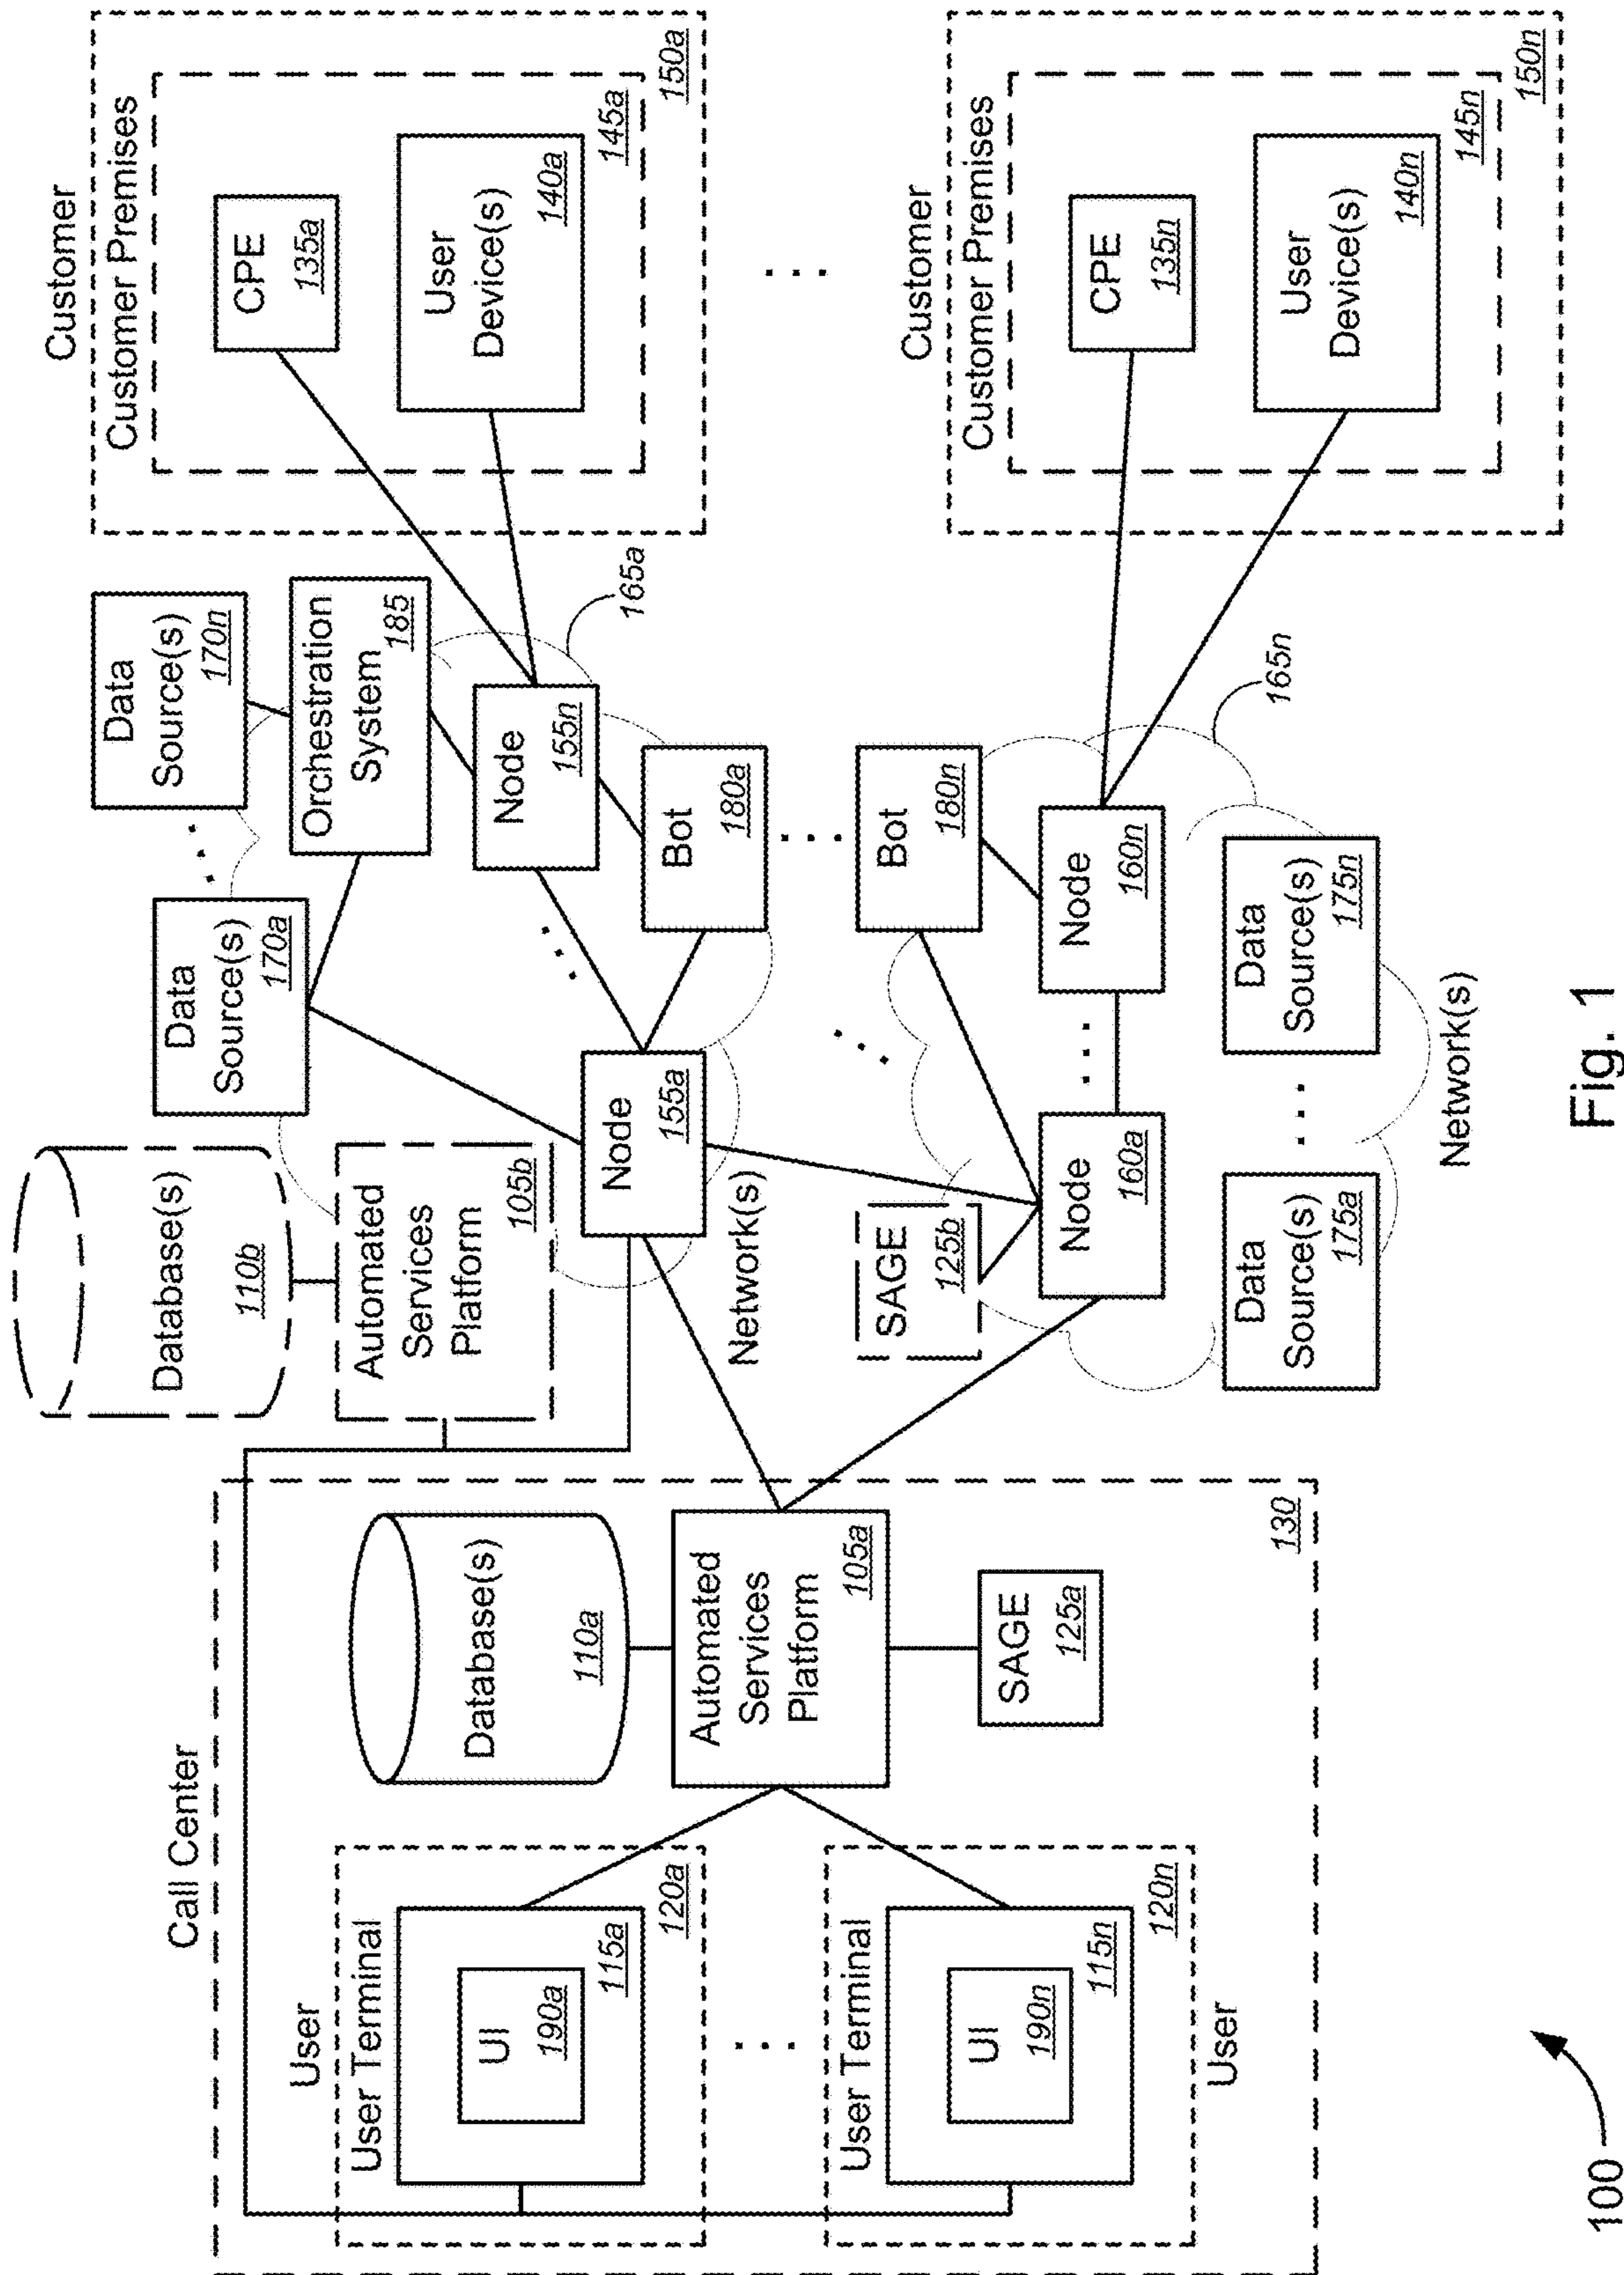 Call Center
User
User Terminal
UI
190a
115a
120a
User Terminal
UI
190n
115n
120n
User
Database(s)
110a
Automated
Services
Platform
105a
SAGE
125a
130
Database(s)
110b
Automated
Services
Platform
105b
Data
Source(s)
170a
Data
Source(s)
170n
Orchestration
System
185
Node
155a
Node
155n
Bot
180a
165a
Network(s)
SAGE
125b
Bot
180n
Node
160a
Node
160n
165n
Data
Source(s)
175a
Data
Source(s)
175n
Network(s)
Customer
Customer Premises
CPE
135a
User
Device(s)
140a
145a
150a
Customer
Customer Premises
CPE
135n
User
Device(s)
140n
145n
150n
100
Fig. 1